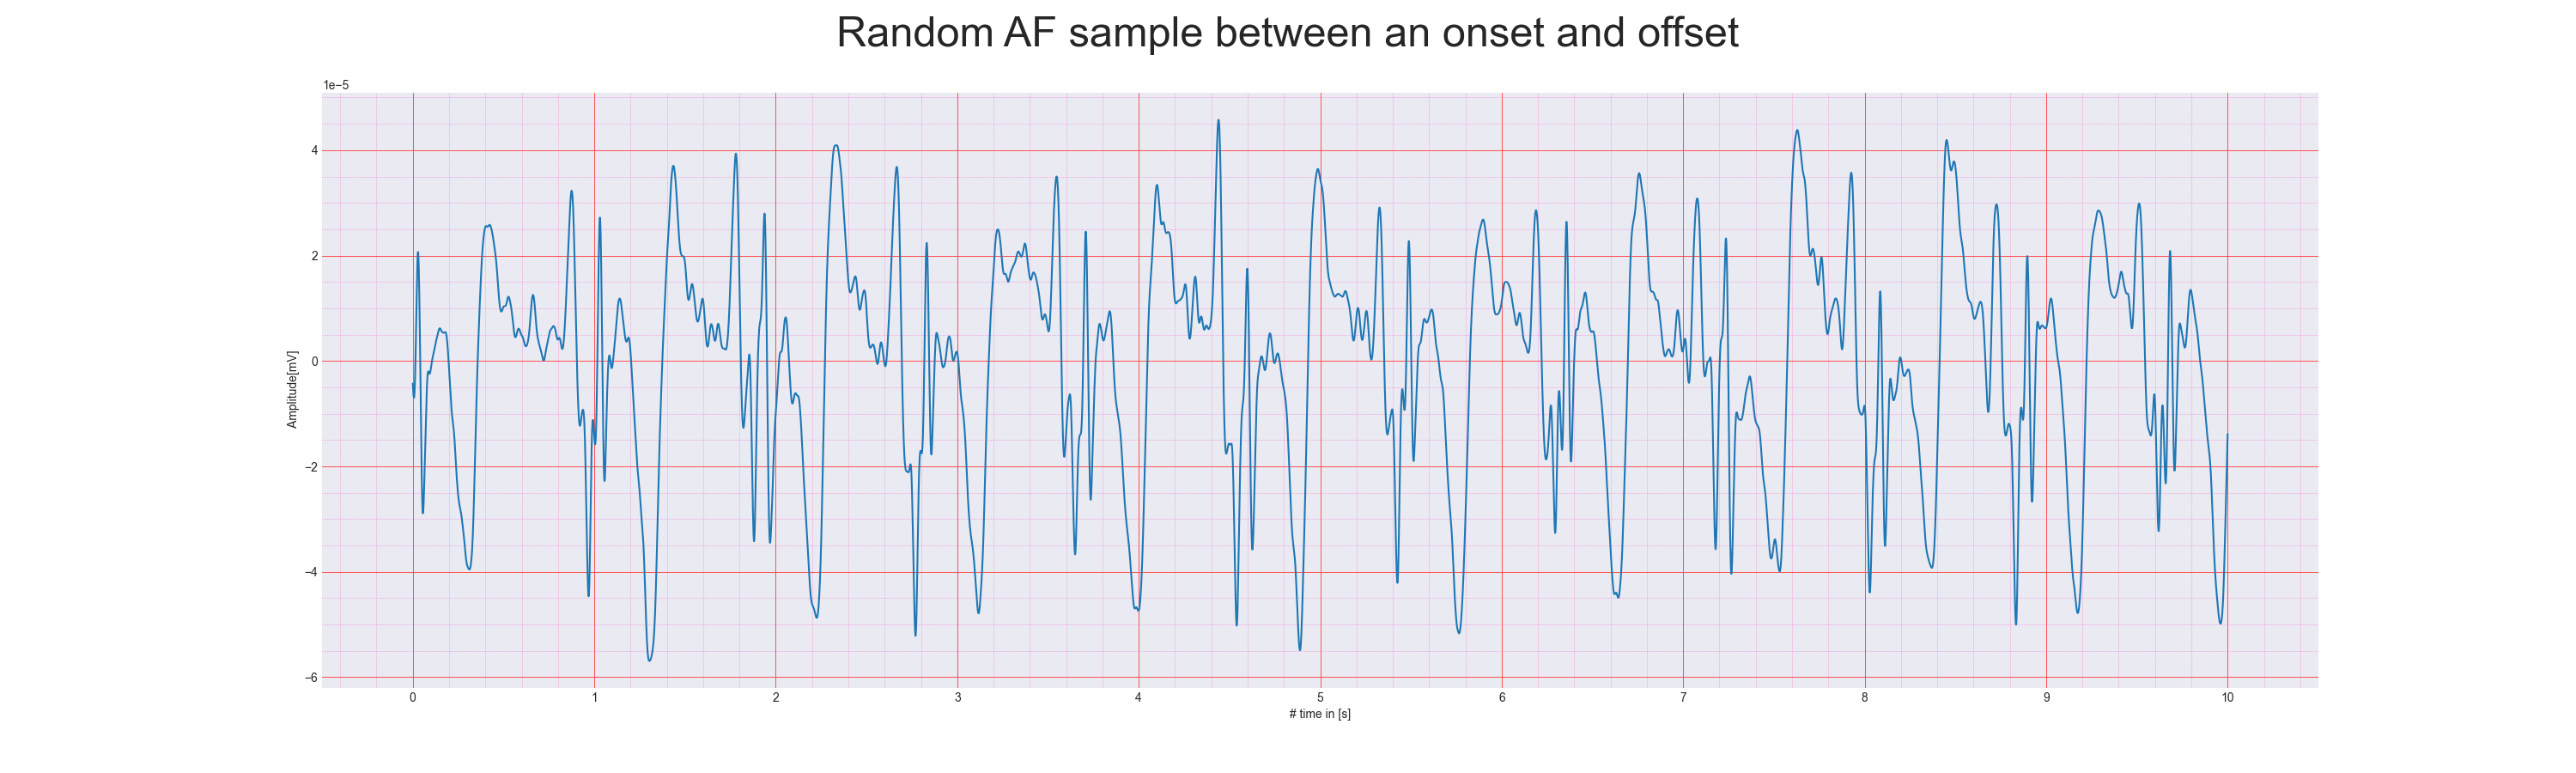 Random AF sample between an onset and offset
1e−5
4
2
0
−2
−4
−6
Amplitude[mV]
0 1 2 3 4 5 6 7 8 9 10
# time in [s]